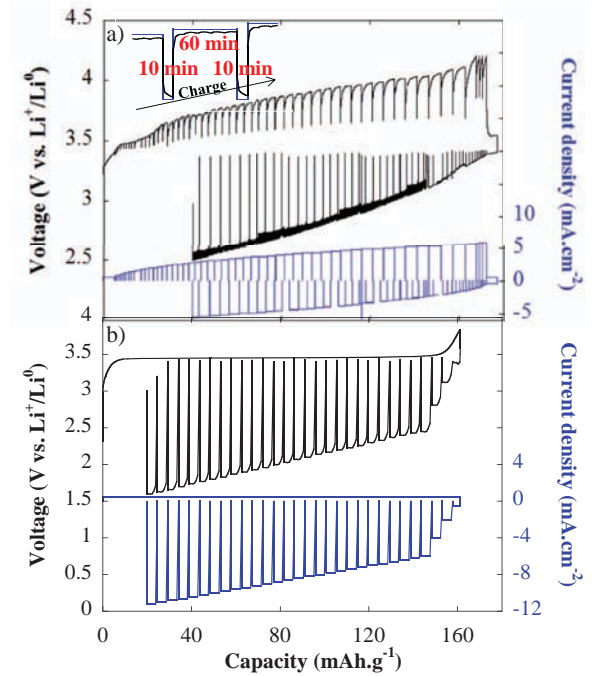 a)
60 min
10 min 10 min
Charge
4.5
4
3.5
3
2.5
4
Voltage (V vs. Li⁺/Li⁰)
10
5
0
-5
Current density (mA.cm⁻²)
b)
3.5
3
2.5
2
1.5
1
0.5
0
Voltage (V vs. Li⁺/Li⁰)
4
0
-4
-8
-12
Current density (mA.cm⁻²)
0 40 80 120 160
Capacity (mAh.g⁻¹)